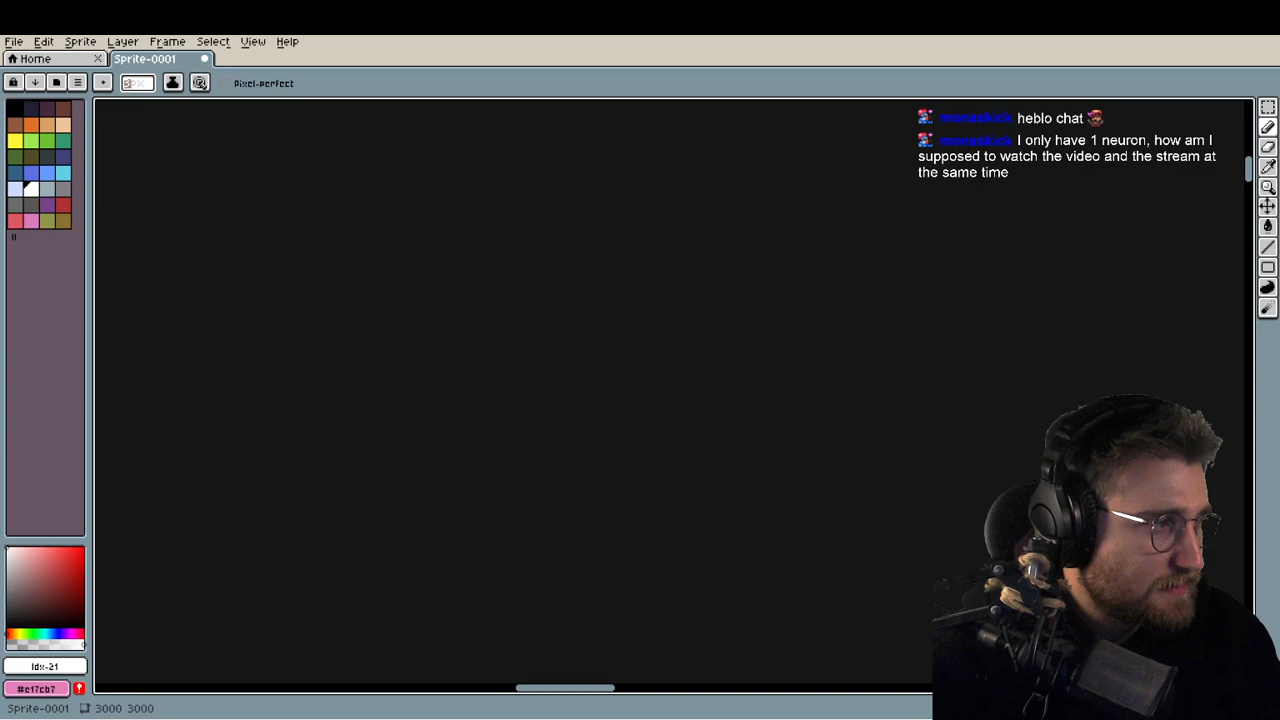 File Edit Sprite Layer Frame Select View Help
Home Sprite-0001
Pixel-perfect
monaskick heblo chat
monaskick I only have 1 neuron, how am I
supposed to watch the video and the stream at
the same time
Idx-21
Sprite-0001 3000 3000